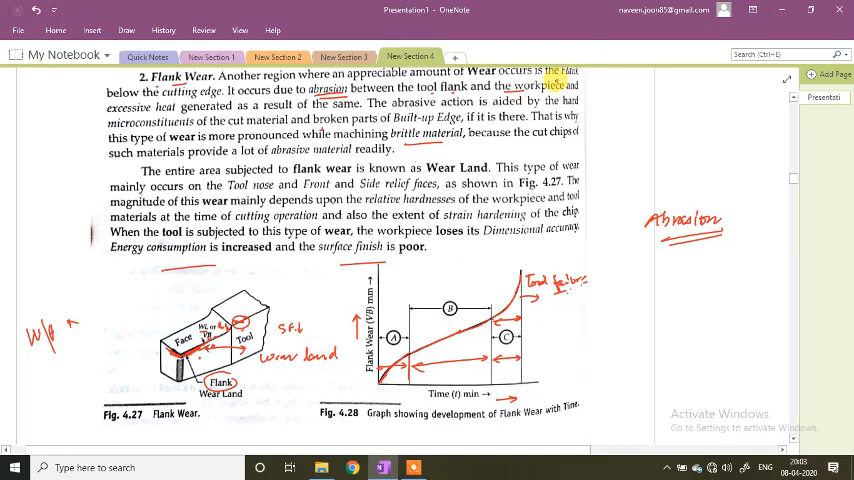 Presentation1 - OneNote
naveen.joon85@gmail.com
File Home Insert Draw History Review View Help
My Notebook
Quick Notes New Section 1 New Section 2 New Section 3 New Section 4
Search (Ctrl+E)
Add Page
Presentati
2. Flank Wear. Another region where an appreciable amount of Wear occurs is the Flank
below the cutting edge. It occurs due to abrasion between the tool flank and the workpiece and
excessive heat generated as a result of the same. The abrasive action is aided by the hard
microconstituents of the cut material and broken parts of Built-up Edge, if it is there. That is why
this type of wear is more pronounced while machining brittle material, because the cut chips of
such materials provide a lot of abrasive material readily.
The entire area subjected to flank wear is known as Wear Land. This type of wear
mainly occurs on the Tool nose and Front and Side relief faces, as shown in Fig. 4.27. The
magnitude of this wear mainly depends upon the relative hardnesses of the workpiece and tool
materials at the time of cutting operation and also the extent of strain hardening of the chip.
When the tool is subjected to this type of wear, the workpiece loses its Dimensional accuracy,
Energy consumption is increased and the surface finish is poor.
Abrasion
W/P
Face
WL or
VB
Tool
S.F.↓
wear land
Flank
Wear Land
Fig. 4.27 Flank Wear.
Flank Wear (VB) mm →
A
B
C
Tool failure
Time (t) min →
Fig. 4.28 Graph showing development of Flank Wear with Time.
Activate Windows
Go to Settings to activate Windows.
Type here to search
ENG
20:03
08-04-2020